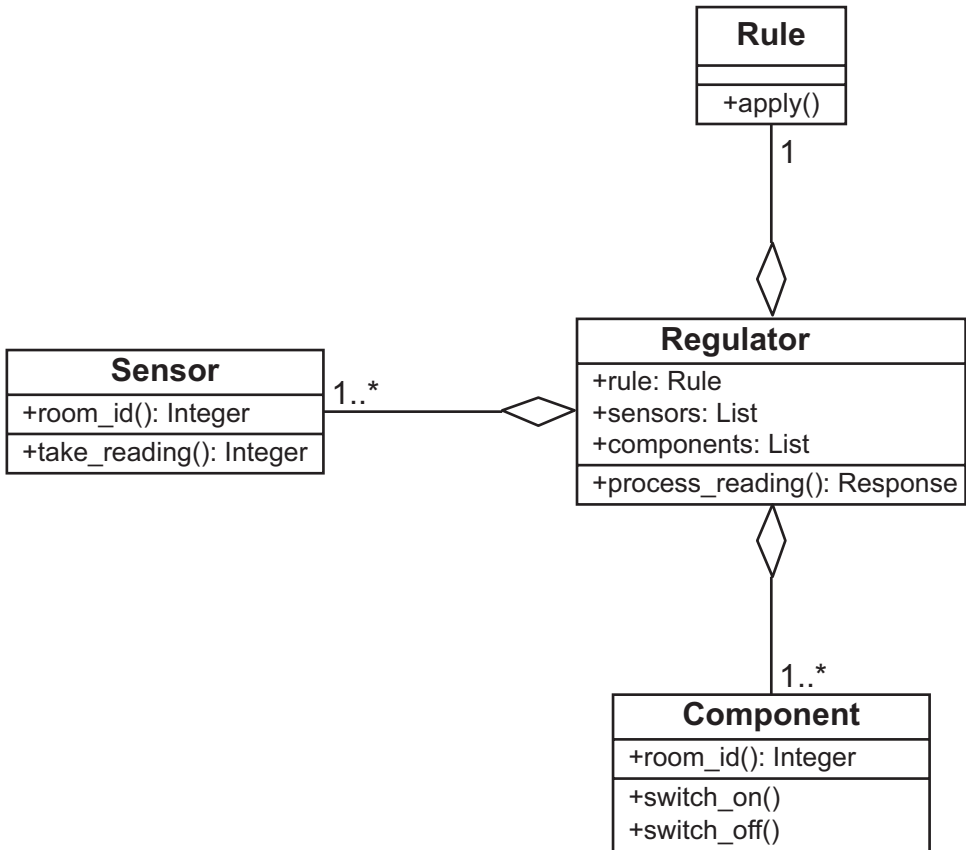 Rule
+apply()
1
Regulator
+rule: Rule
+sensors: List
+components: List
+process_reading(): Response
Sensor
+room_id(): Integer
+take_reading(): Integer
1..*
1..*
Component
+room_id(): Integer
+switch_on()
+switch_off()